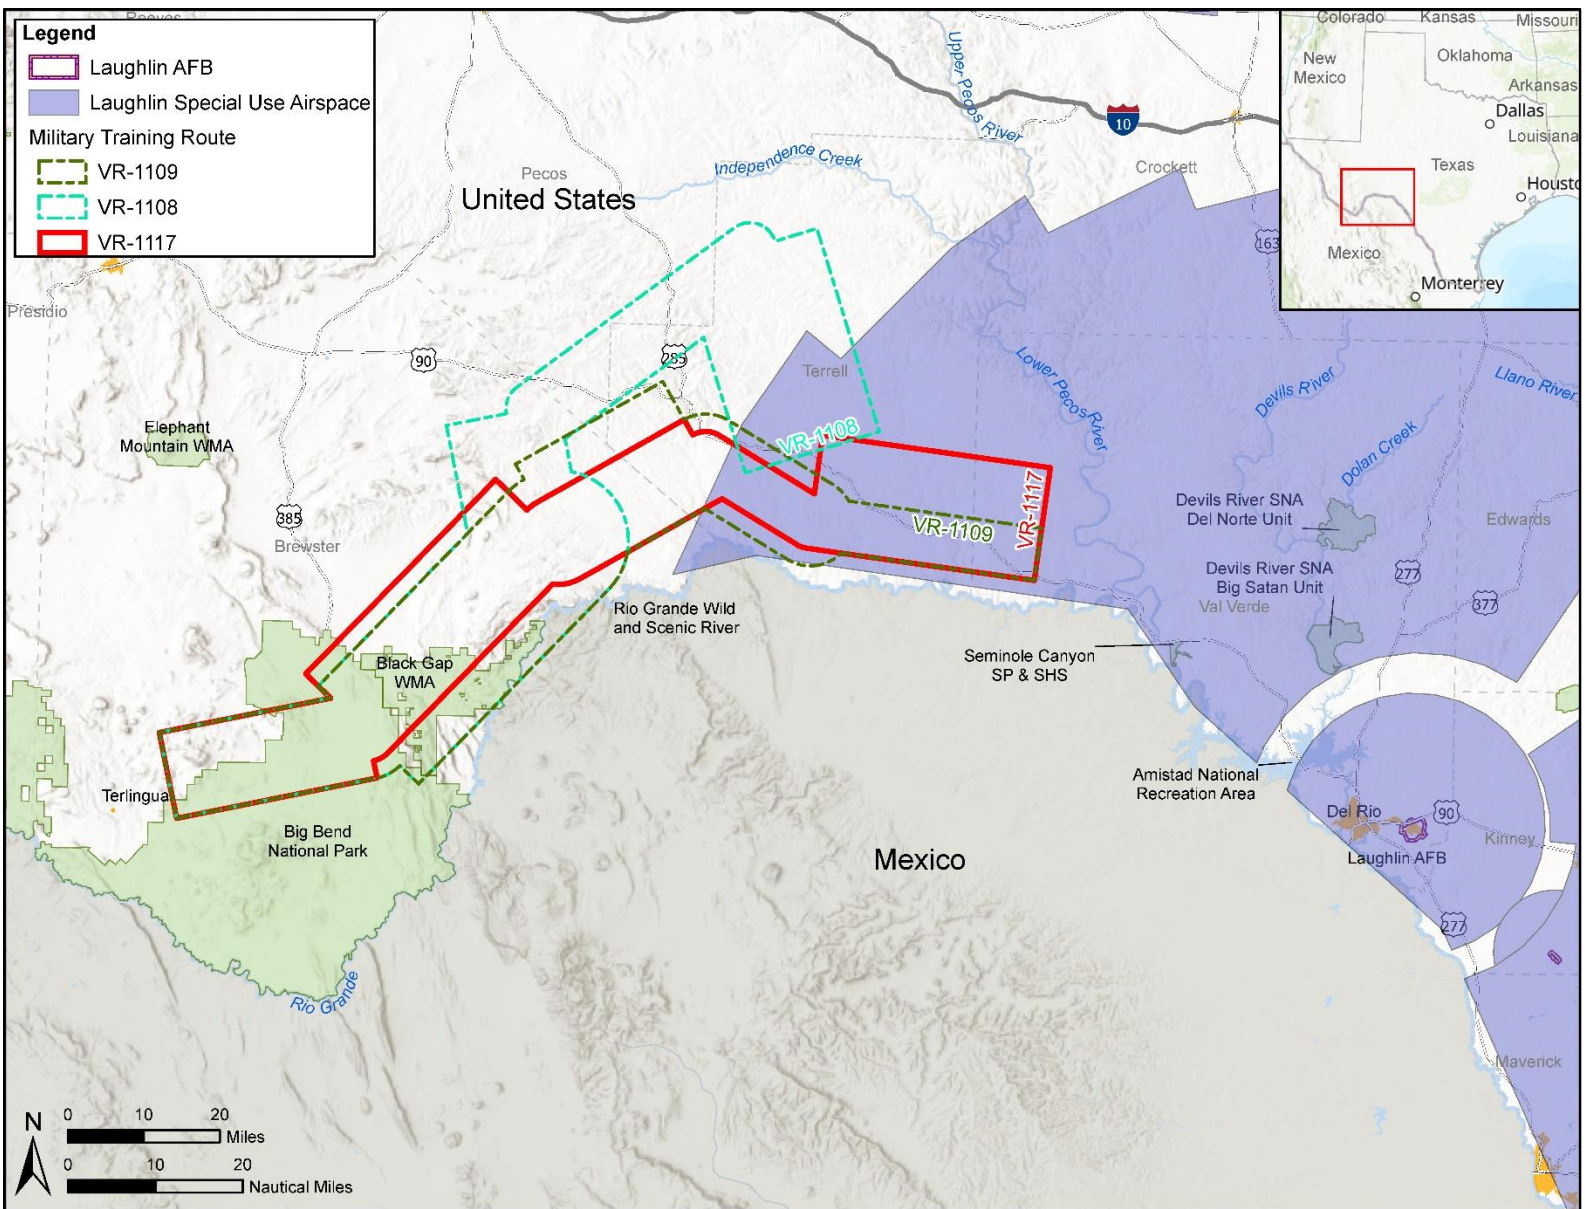 Reeves
Legend
Laughlin AFB
Laughlin Special Use Airspace
Military Training Route
VR-1109
VR-1108
VR-1117
Presidio
Pecos
United States
Independence Creek
Upper Pecos River
10
Crockett
163
Colorado
Kansas
Missouri
New
Mexico
Oklahoma
Arkansas
Dallas
Louisiana
Texas
Houst
Mexico
Monterrey
90
285
Terrell
Lower Pecos River
Devils River
Llano River
Dolan Creek
Elephant
Mountain WMA
385
Brewster
VR-1108
VR-1109
VR-1117
Devils River SNA
Del Norte Unit
Edwards
Devils River SNA
Big Satan Unit
Val Verde
277
377
Rio Grande Wild
and Scenic River
Black Gap
WMA
Seminole Canyon
SP & SHS
Amistad National
Recreation Area
Terlingua
Big Bend
National Park
Del Rio
90
Kinney
Laughlin AFB
Mexico
277
Rio Grande
Maverick
N
0 10 20
Miles
0 10 20
Nautical Miles